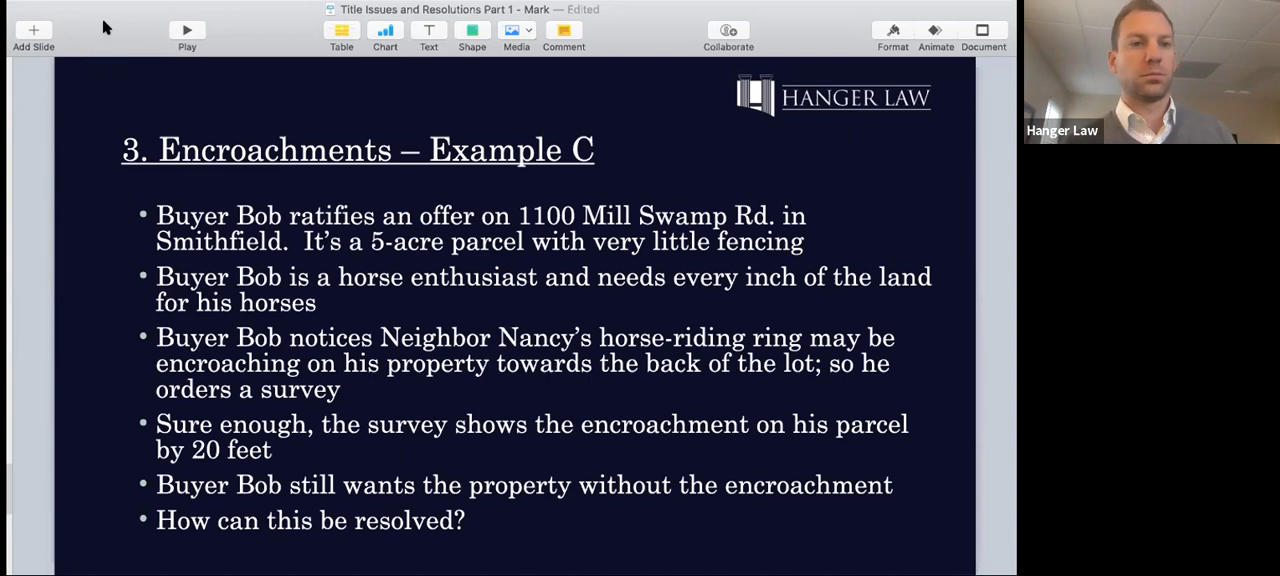 Title Issues and Resolutions Part 1 - Mark — Edited
Add Slide
Play
Table
Chart
Text
Shape
Media
Comment
Collaborate
Format
Animate
Document
HANGER LAW
Hanger Law
3. Encroachments – Example C
• Buyer Bob ratifies an offer on 1100 Mill Swamp Rd. in
Smithfield.  It’s a 5-acre parcel with very little fencing
• Buyer Bob is a horse enthusiast and needs every inch of the land
for his horses
• Buyer Bob notices Neighbor Nancy’s horse-riding ring may be
encroaching on his property towards the back of the lot; so he
orders a survey
• Sure enough, the survey shows the encroachment on his parcel
by 20 feet
• Buyer Bob still wants the property without the encroachment
• How can this be resolved?